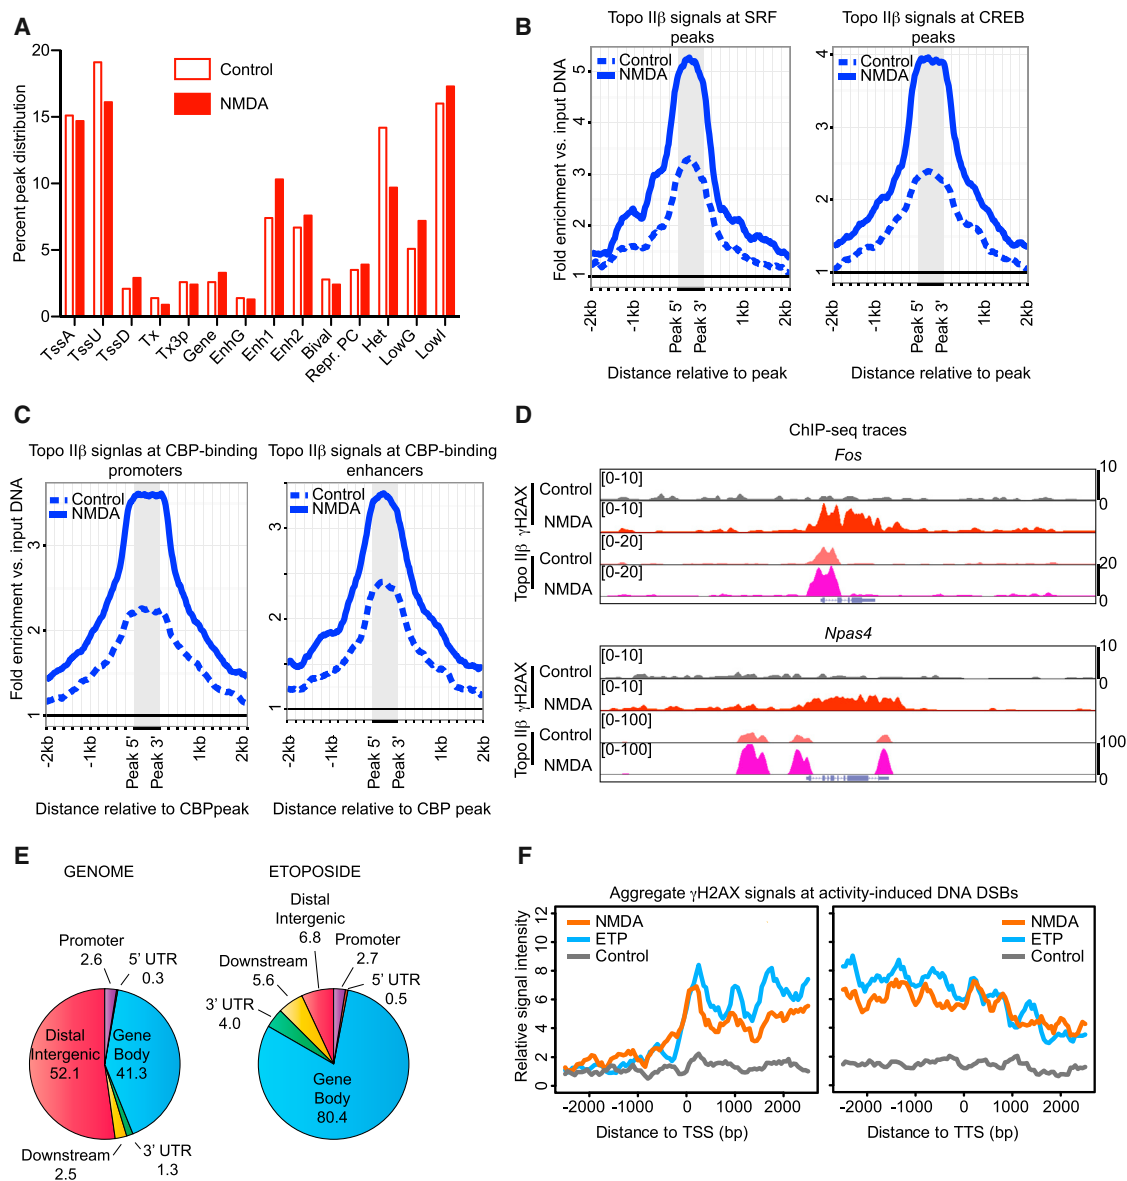 A
Control
NMDA
Percent peak distribution
20
15
10
5
0
TssA
TssU
TssD
Tx
Tx3p
Gene
EnhG
Enh1
Enh2
Bival
Repr. PC
Het
LowG
LowI
B
Topo IIβ signals at SRF
peaks
Control
NMDA
Fold enrichment vs. input DNA
5
4
3
2
1
-2kb
-1kb
Peak 5'
Peak 3'
1kb
2kb
Distance relative to peak
Topo IIβ signals at CREB
peaks
Control
NMDA
4
3
2
1
-2kb
-1kb
Peak 5'
Peak 3'
1kb
2kb
Distance relative to peak
C
Topo IIβ signlas at CBP-binding
promoters
Control
NMDA
Fold enrichment vs. input DNA
3
2
1
-2kb
-1kb
Peak 5'
Peak 3'
1kb
2kb
Distance relative to CBPpeak
Topo IIβ signals at CBP-binding
enhancers
Control
NMDA
3
2
1
-2kb
-1kb
Peak 5'
Peak 3'
1kb
2kb
Distance relative to CBP peak
D
ChIP-seq traces
Fos
γH2AX
Control
[0-10]
10
0
NMDA
[0-10]
Topo IIβ
Control
[0-20]
20
NMDA
[0-20]
0
Npas4
γH2AX
Control
[0-10]
10
0
NMDA
[0-10]
Topo IIβ
Control
[0-100]
100
NMDA
[0-100]
0
E
GENOME
Promoter
2.6
5' UTR
0.3
Distal
Intergenic
52.1
Gene
Body
41.3
Downstream
2.5
3' UTR
1.3
ETOPOSIDE
Distal
Intergenic
6.8
Promoter
2.7
Downstream
5.6
5' UTR
0.5
3' UTR
4.0
Gene
Body
80.4
F
Aggregate γH2AX signals at activity-induced DNA DSBs
Relative signal intensity
12
10
8
6
4
2
0
NMDA
ETP
Control
-2000
-1000
0
1000
2000
Distance to TSS (bp)
NMDA
ETP
Control
-2000
-1000
0
1000
2000
Distance to TTS (bp)